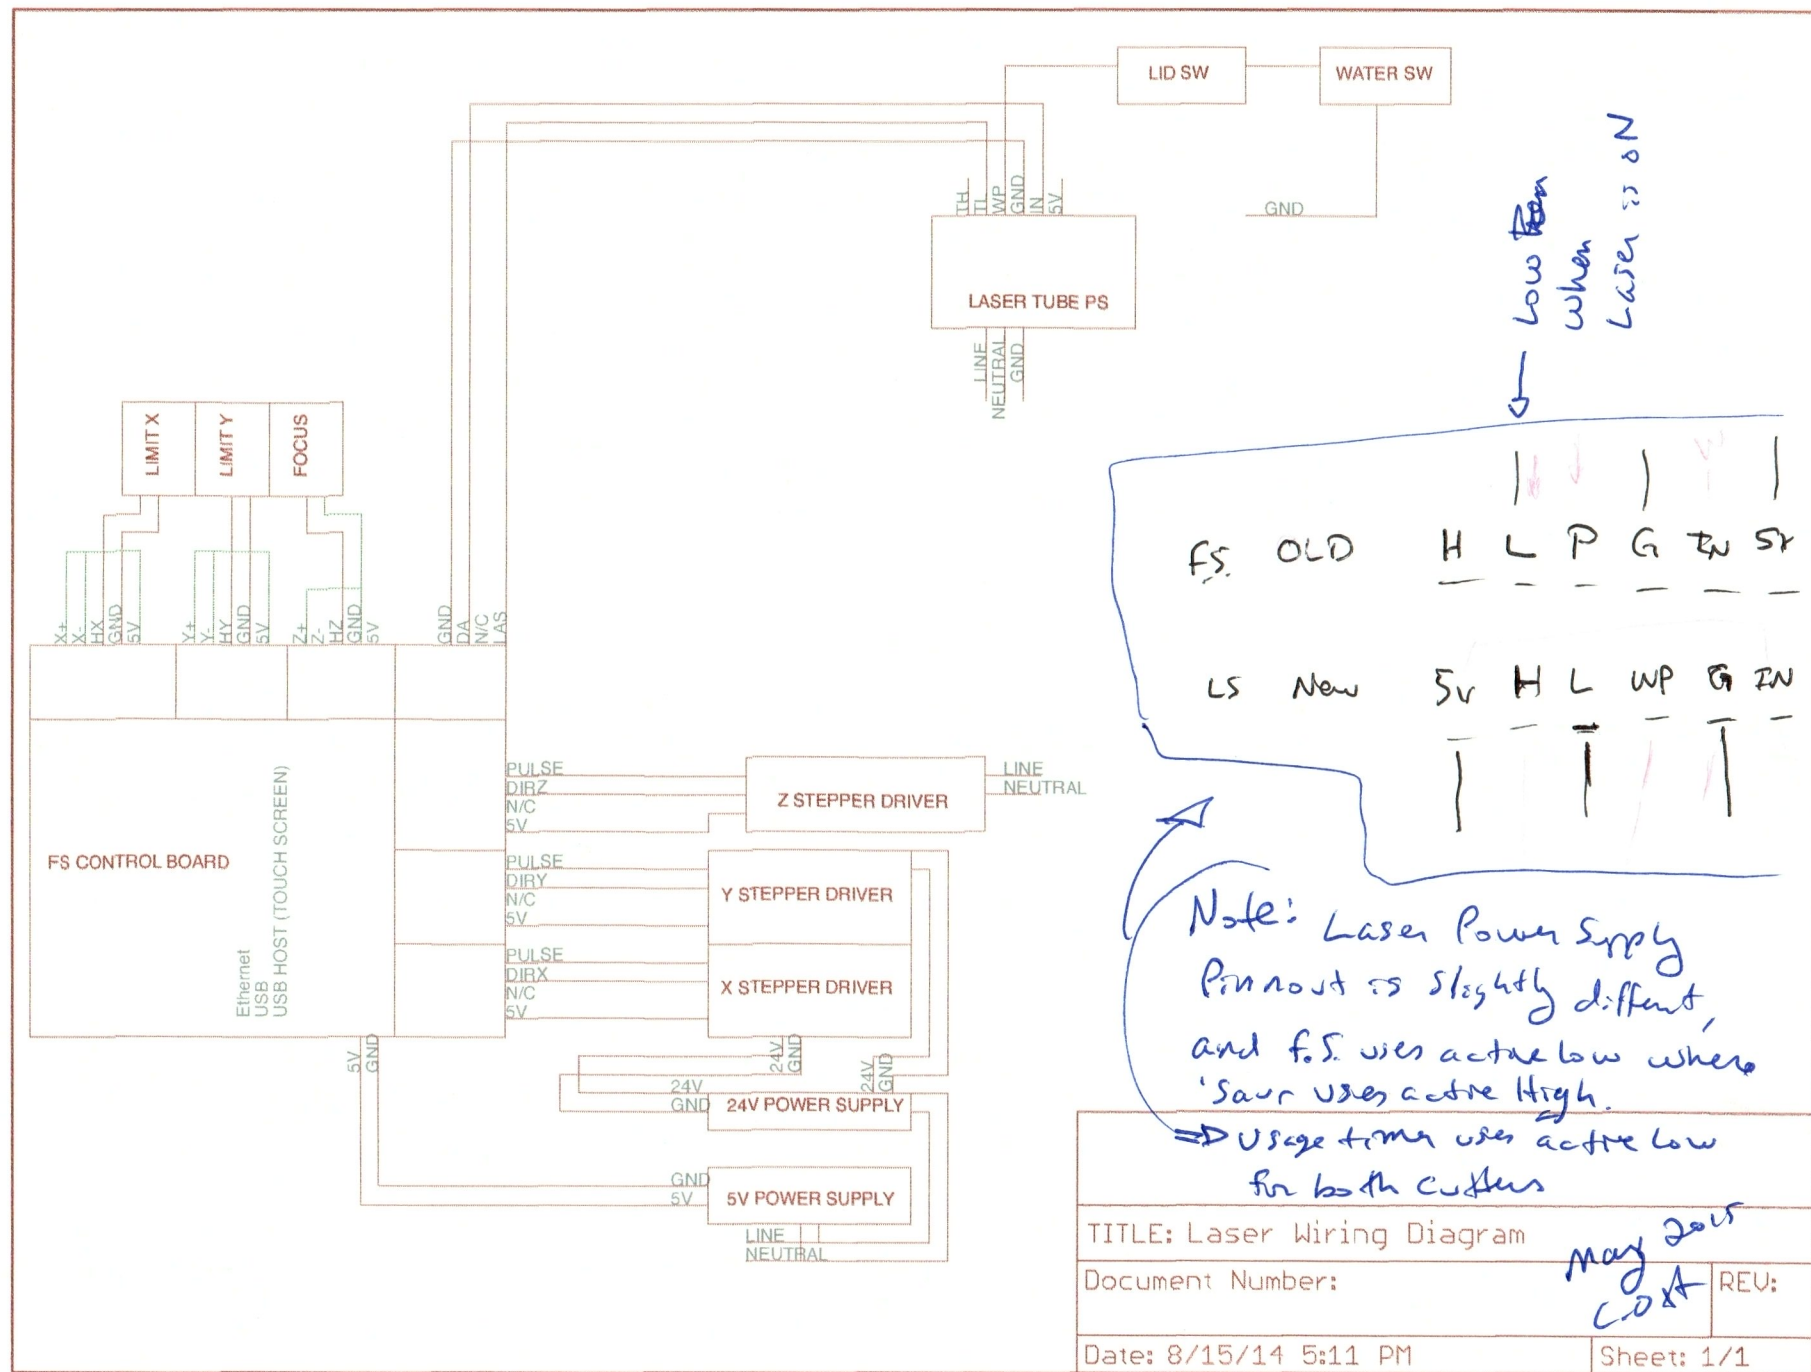 LID SW
WATER SW
TH
TL
WP
GND
IN
5V
GND
LASER TUBE PS
LINE
NEUTRAL
GND
Low
When
Laser is ON
LIMIT X
LIMIT Y
FOCUS
X+
X-
HX
GND
5V
Y+
Y-
HY
GND
5V
Z+
Z-
HZ
GND
5V
GND
DA
N/C
LAS
FS OLD H L P G IN 5V
LS New 5V H L WP G IN
FS CONTROL BOARD
Ethernet
USB
USB HOST (TOUCH SCREEN)
PULSE
DIRZ
N/C
5V
Z STEPPER DRIVER
LINE
NEUTRAL
PULSE
DIRY
N/C
5V
Y STEPPER DRIVER
PULSE
DIRX
N/C
5V
X STEPPER DRIVER
5V
GND
24V
GND
24V
GND
24V
GND
24V POWER SUPPLY
GND
5V
5V POWER SUPPLY
LINE
NEUTRAL
Note: Laser Power Supply
Pinnout is slightly diffent,
and f.S. uses active low where
'Saur uses active High.
⇒ Usage timer uses active low
for both cutters
TITLE: Laser Wiring Diagram
May 2015
Document Number:
REV:
Date: 8/15/14 5:11 PM
Sheet: 1/1